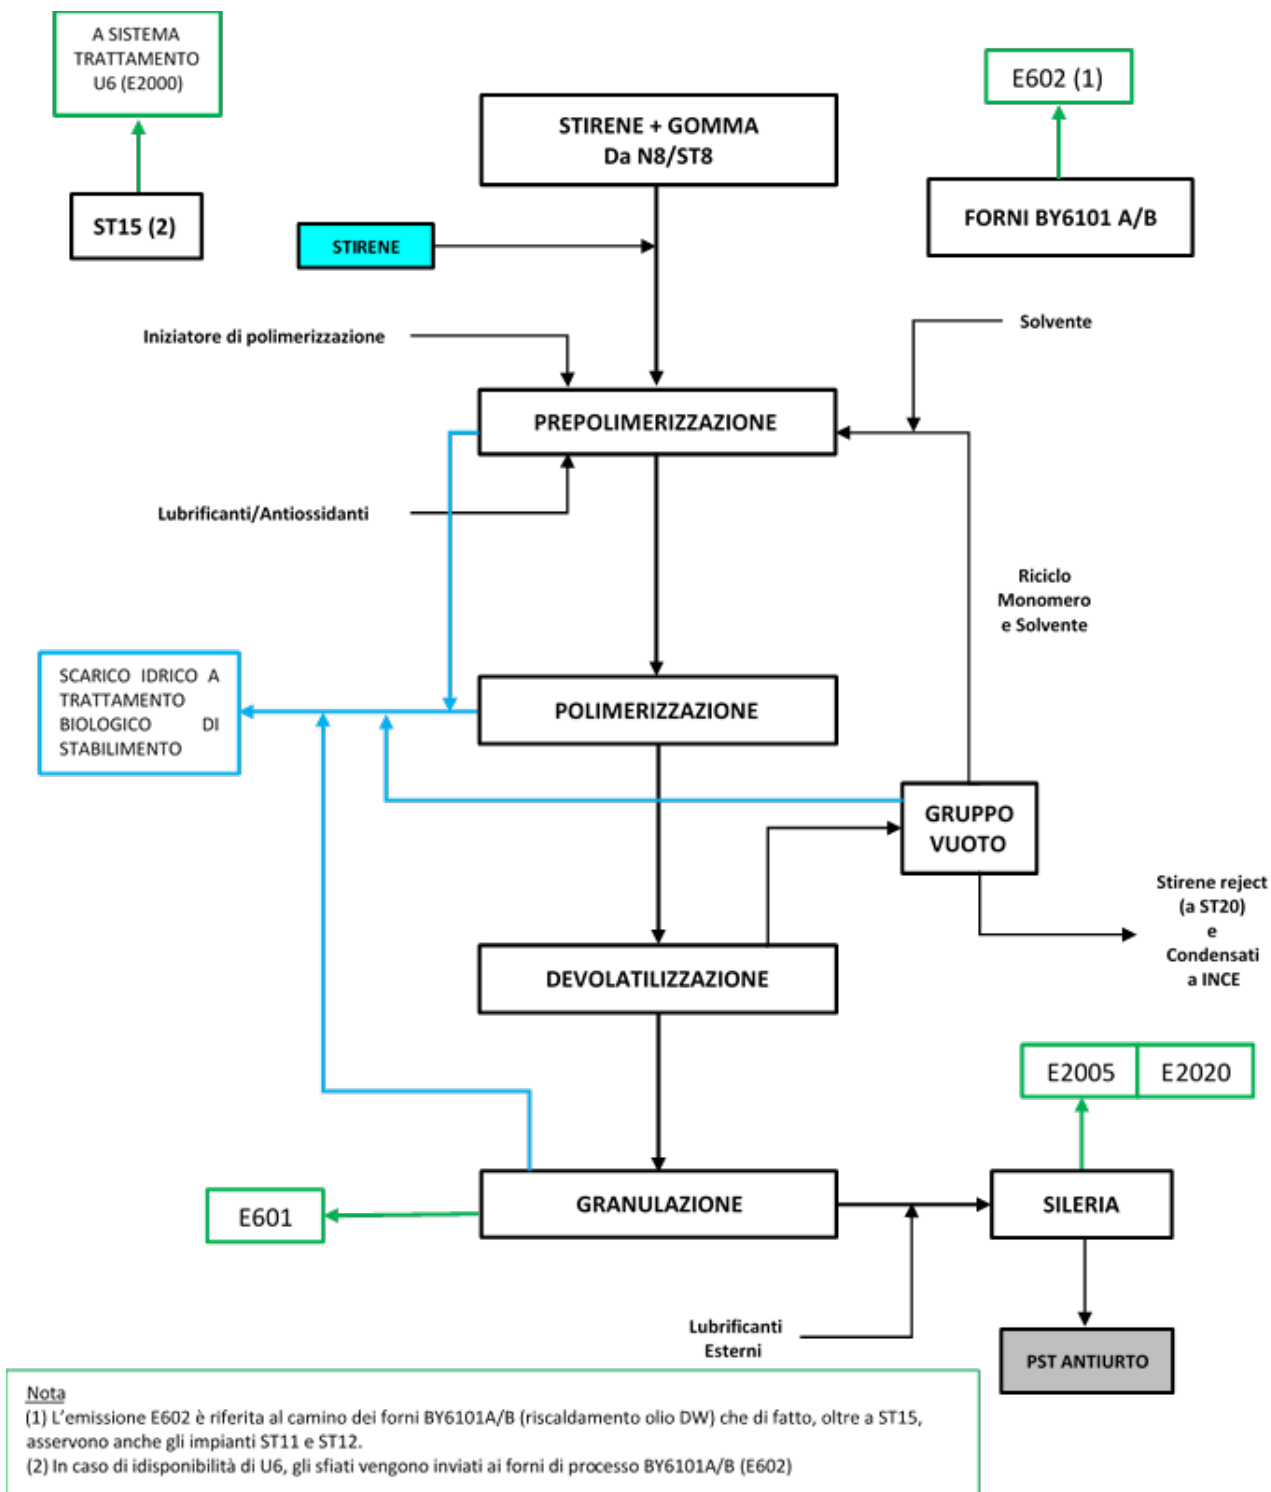 A SISTEMA
TRATTAMENTO
U6 (E2000)
E602 (1)
STIRENE + GOMMA
Da N8/ST8
ST15 (2)
FORNI BY6101 A/B
STIRENE
Iniziatore di polimerizzazione
Solvente
PREPOLIMERIZZAZIONE
Lubrificanti/Antiossidanti
Riciclo
Monomero
e Solvente
SCARICO IDRICO A
TRATTAMENTO
BIOLOGICO DI
STABILIMENTO
POLIMERIZZAZIONE
GRUPPO
VUOTO
Stirene reject
(a ST20)
e
Condensati
a INCE
DEVOLATILIZZAZIONE
E2005
E2020
GRANULAZIONE
SILERIA
E601
Lubrificanti
Esterni
PST ANTIURTO
Nota
(1) L'emissione E602 è riferita al camino dei forni BY6101A/B (riscaldamento olio DW) che di fatto, oltre a ST15,
asservono anche gli impianti ST11 e ST12.
(2) In caso di idisponibilità di U6, gli sfiati vengono inviati ai forni di processo BY6101A/B (E602)